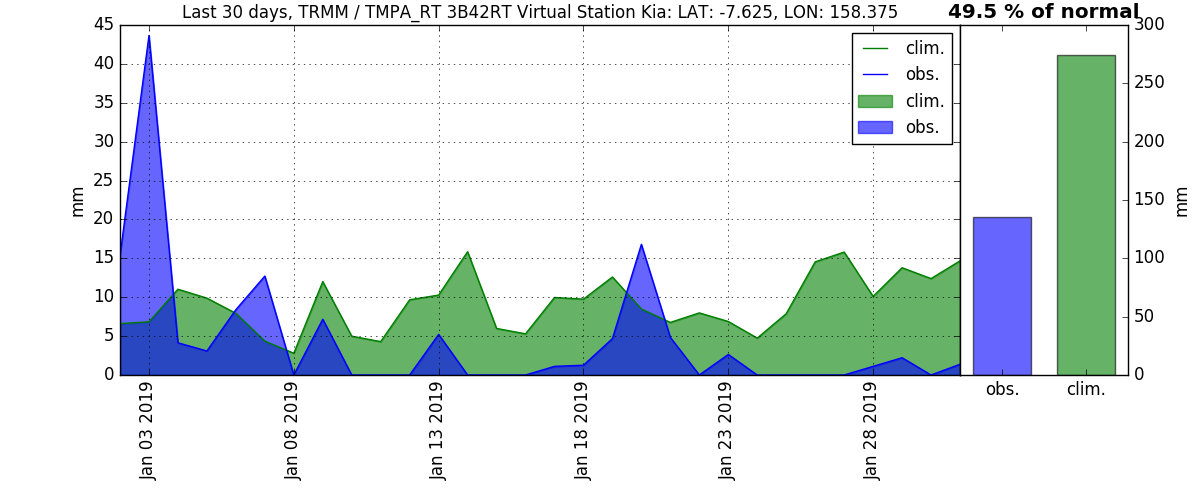 Last 30 days, TRMM / TMPA_RT 3B42RT Virtual Station Kia: LAT: -7.625, LON: 158.375
49.5 % of normal
45
40
35
30
25
20
15
10
5
0
mm
clim.
obs.
clim.
obs.
Jan 03 2019
Jan 08 2019
Jan 13 2019
Jan 18 2019
Jan 23 2019
Jan 28 2019
300
250
200
150
100
50
0
mm
obs.
clim.